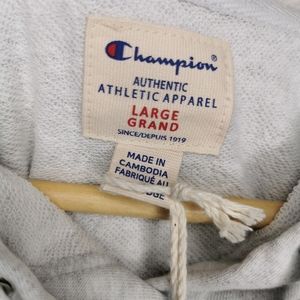 Champion
AUTHENTIC
ATHLETIC APPAREL
LARGE
GRAND
SINCE/DEPUIS 1919
MADE IN
CAMBODIA
FABRIQUÉ AU